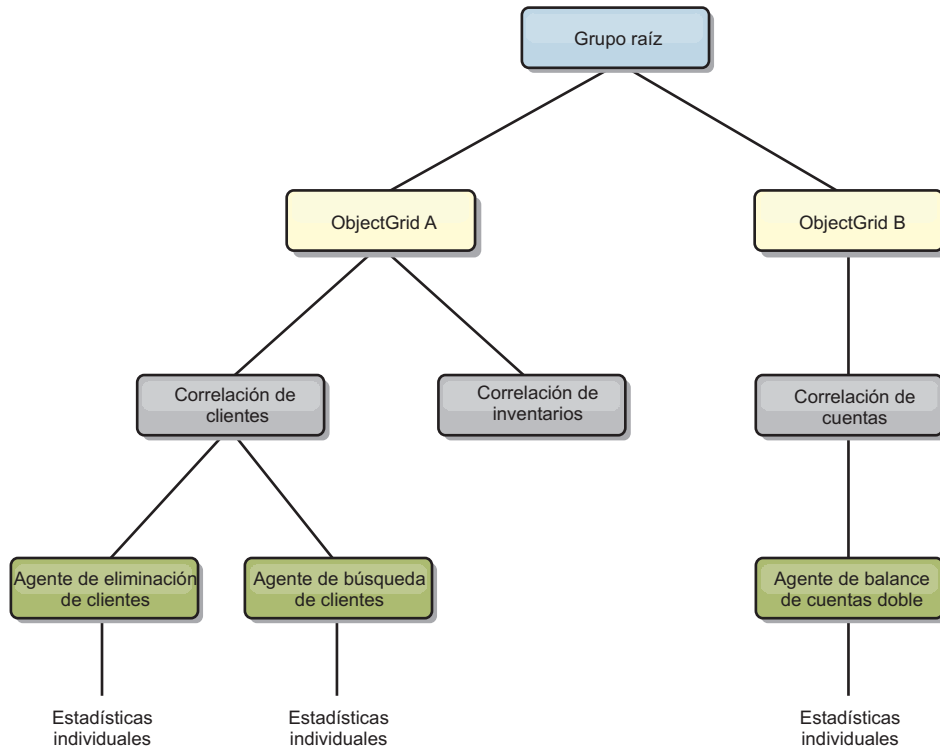 Grupo raíz
ObjectGrid A
ObjectGrid B
Correlación de
clientes
Correlación de
inventarios
Correlación de
cuentas
Agente de eliminación
de clientes
Agente de búsqueda
de clientes
Agente de balance
de cuentas doble
Estadísticas
individuales
Estadísticas
individuales
Estadísticas
individuales